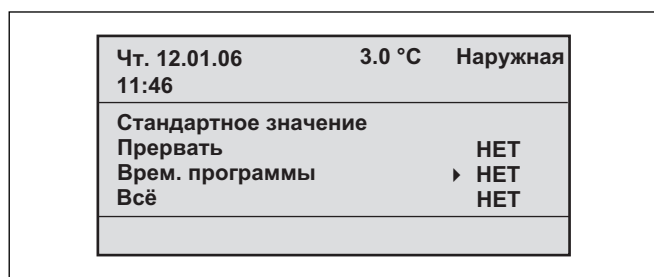 Чт. 12.01.06 3.0 °C Наружная
11:46
Стандартное значение
Прервать НЕТ
Врем. программы ▸ НЕТ
Всё НЕТ